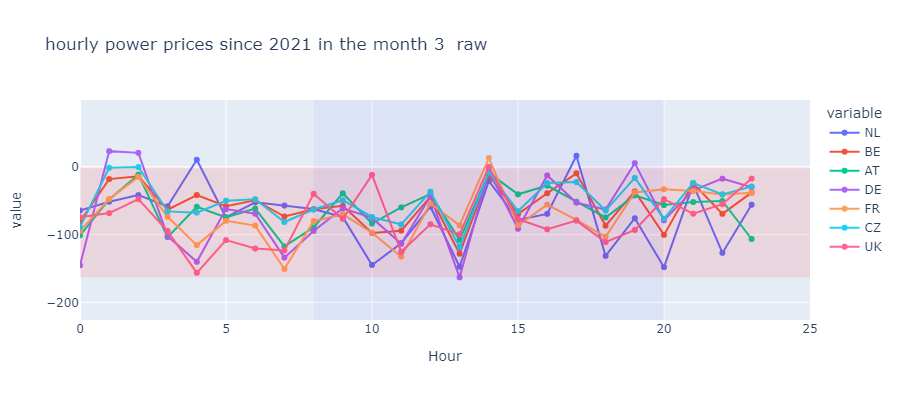 hourly power prices since 2021 in the month 3  raw
variable
NL
BE
AT
DE
FR
CZ
UK
value
0
−100
−200
0
5
10
15
20
25
Hour